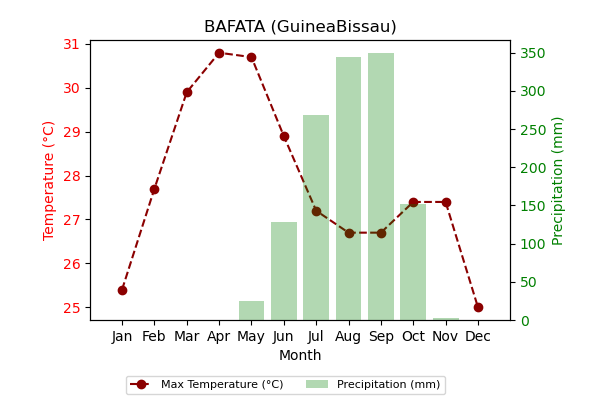 BAFATA (GuineaBissau)
31
30
29
28
27
26
25
Temperature (°C)
350
300
250
200
150
100
50
0
Precipitation (mm)
Jan Feb Mar Apr May Jun Jul Aug Sep Oct Nov Dec
Month
Max Temperature (°C) Precipitation (mm)